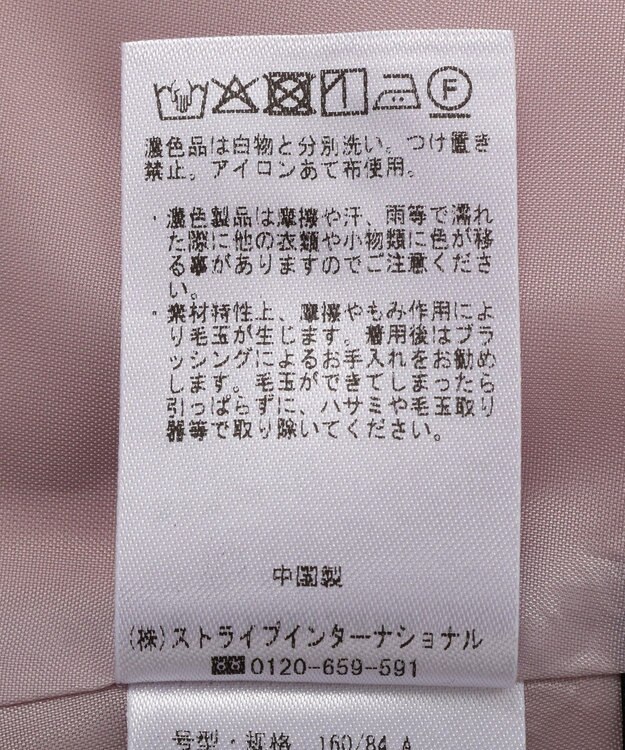 濃色品は白物と分別洗い。つけ置き
禁止。アイロンあて布使用。
・濃色製品は摩擦や汗、雨等で濡れ
た際に他の衣類や小物類に色が移
る事がありますのでご注意くださ
い。
・素材特性上、摩擦やもみ作用によ
り毛玉が生じます。着用後はブラ
ッシングによるお手入れをお勧め
します。毛玉ができてしまったら
引っぱらずに、ハサミや毛玉取り
器等で取り除いてください。
中国製
(株)ストライプインターナショナル
0120-659-591
号型・规格 160/84 A